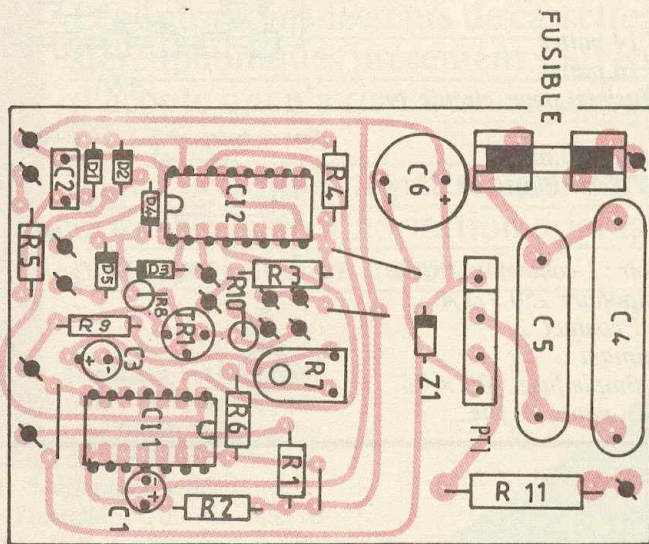 FUSIBLE
C2
D1
D2
D4
CI2
R4
C6
-
+
R5
D5
D3
R8
R10
R3
R9
TR1
C3
+
-
R7
Z1
PT1
C5
C4
CI1
R6
R1
C1
+
R2
R 11